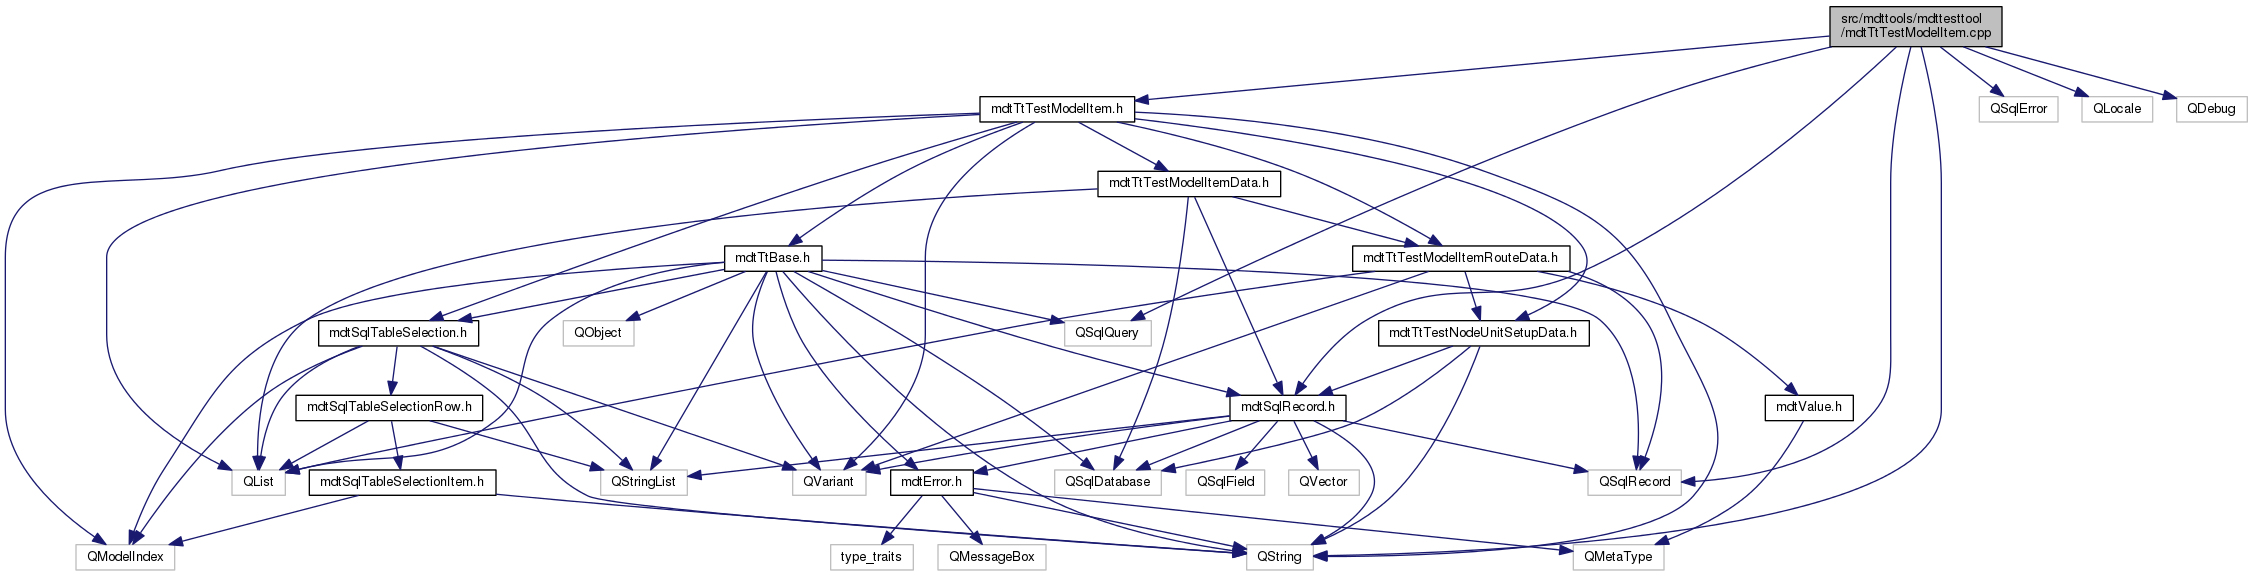 src/mdttools/mdttesttool
/mdtTtTestModelItem.cpp
mdtTtTestModelItem.h
QSqlError
QLocale
QDebug
mdtTtTestModelItemData.h
mdtTtBase.h
mdtTtTestModelItemRouteData.h
mdtSqlTableSelection.h
QObject
QSqlQuery
mdtTtTestNodeUnitSetupData.h
mdtSqlTableSelectionRow.h
mdtSqlRecord.h
mdtValue.h
QList
mdtSqlTableSelectionItem.h
QStringList
QVariant
mdtError.h
QSqlDatabase
QSqlField
QVector
QSqlRecord
QModelIndex
type_traits
QMessageBox
QString
QMetaType